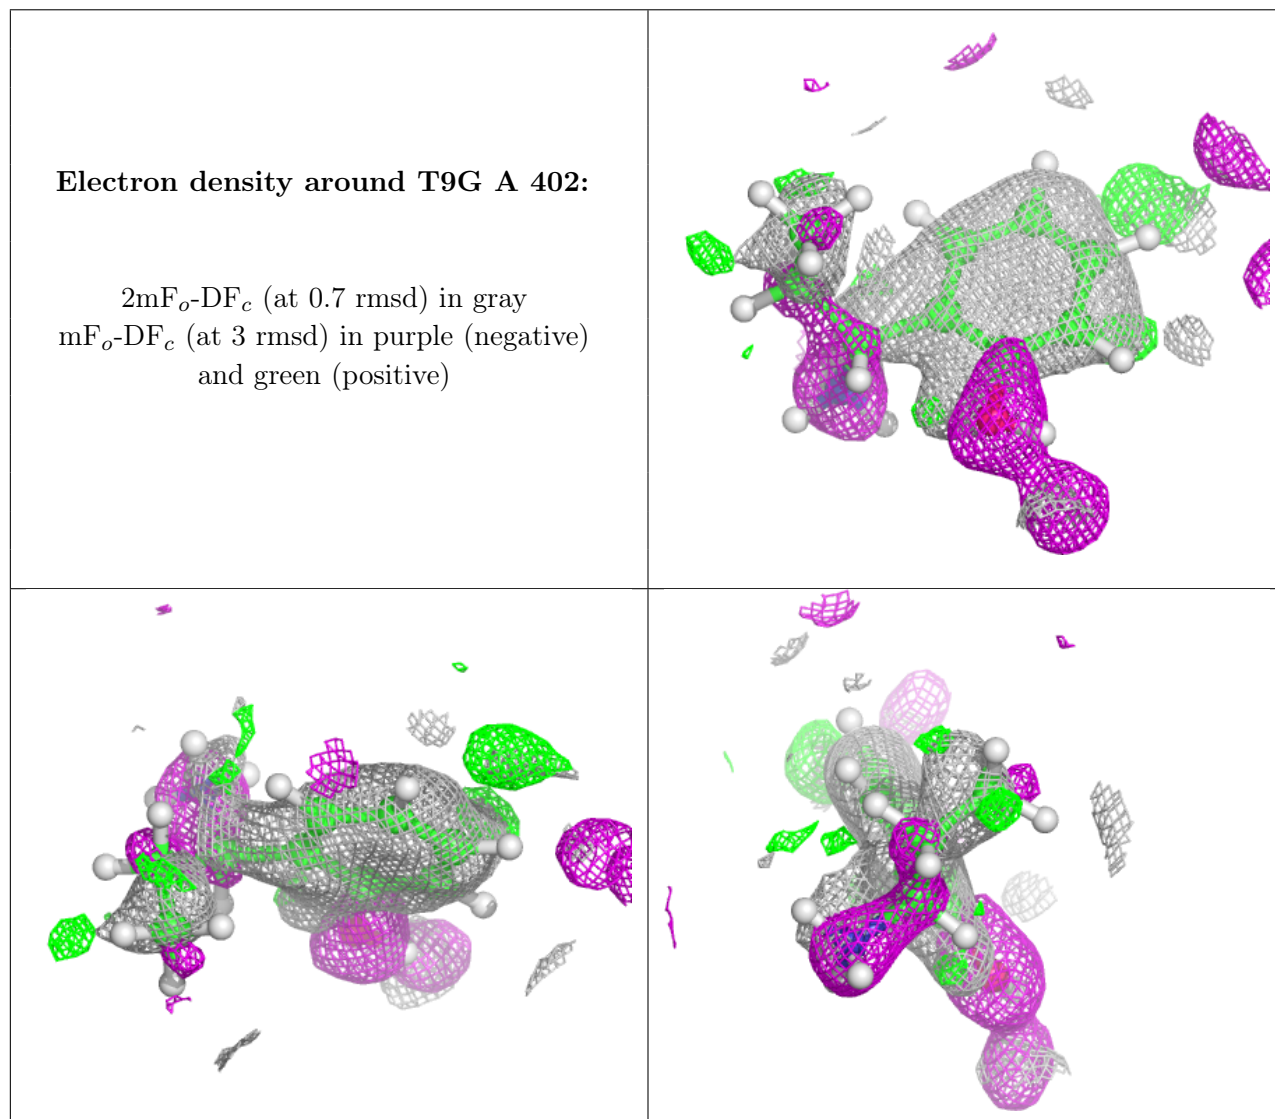 Electron density around T9G A 402:
2mFo-DFc (at 0.7 rmsd) in gray
mFo-DFc (at 3 rmsd) in purple (negative)
and green (positive)